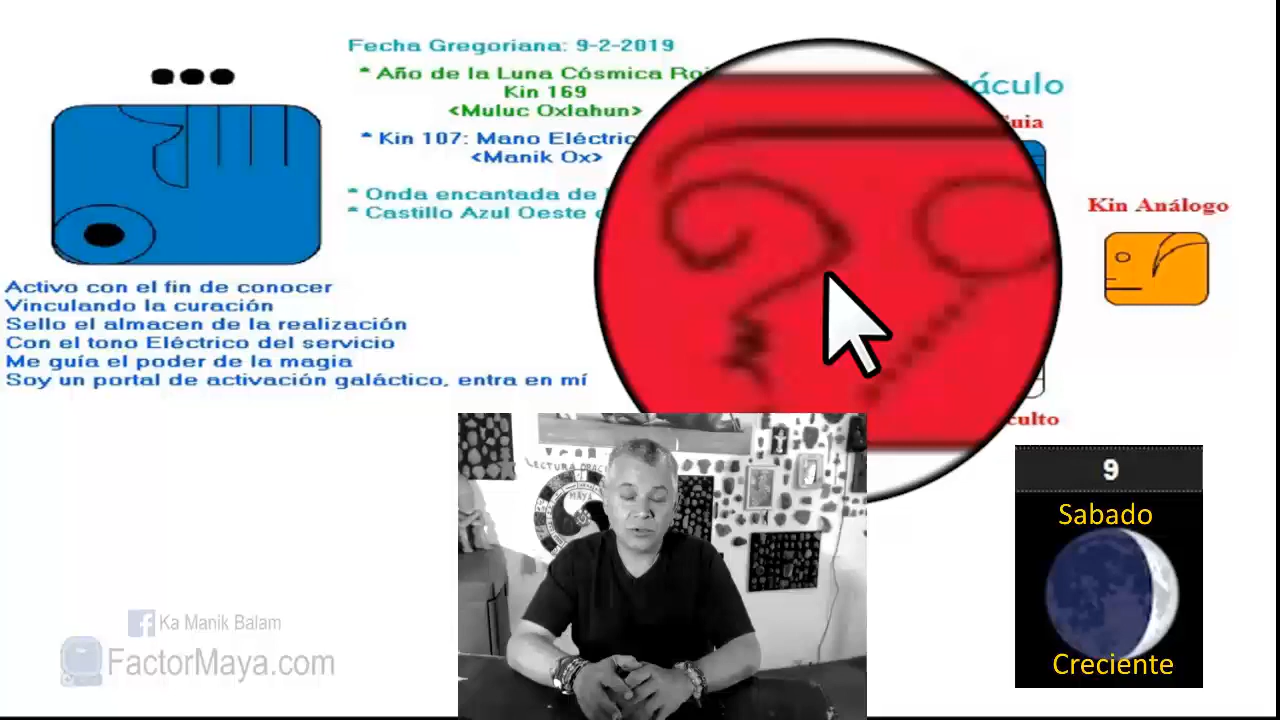 Fecha Gregoriana: 9-2-2019
* Año de la Luna Cósmica
Kin 169
<Muluc Oxlahun>
* Kin 107: Mano Eléctric
<Manik Ox>
* Onda encantada de
* Castillo Azul Oeste
áculo
uia
Kin Análogo
culto
Activo con el fin de conocer
Vinculando la curación
Sello el almacen de la realización
Con el tono Eléctrico del servicio
Me guía el poder de la magia
Soy un portal de activación galáctico, entra en mí
LECTURA
MAYA
9
Sabado
Creciente
Ka Manik Balam
FactorMaya.com